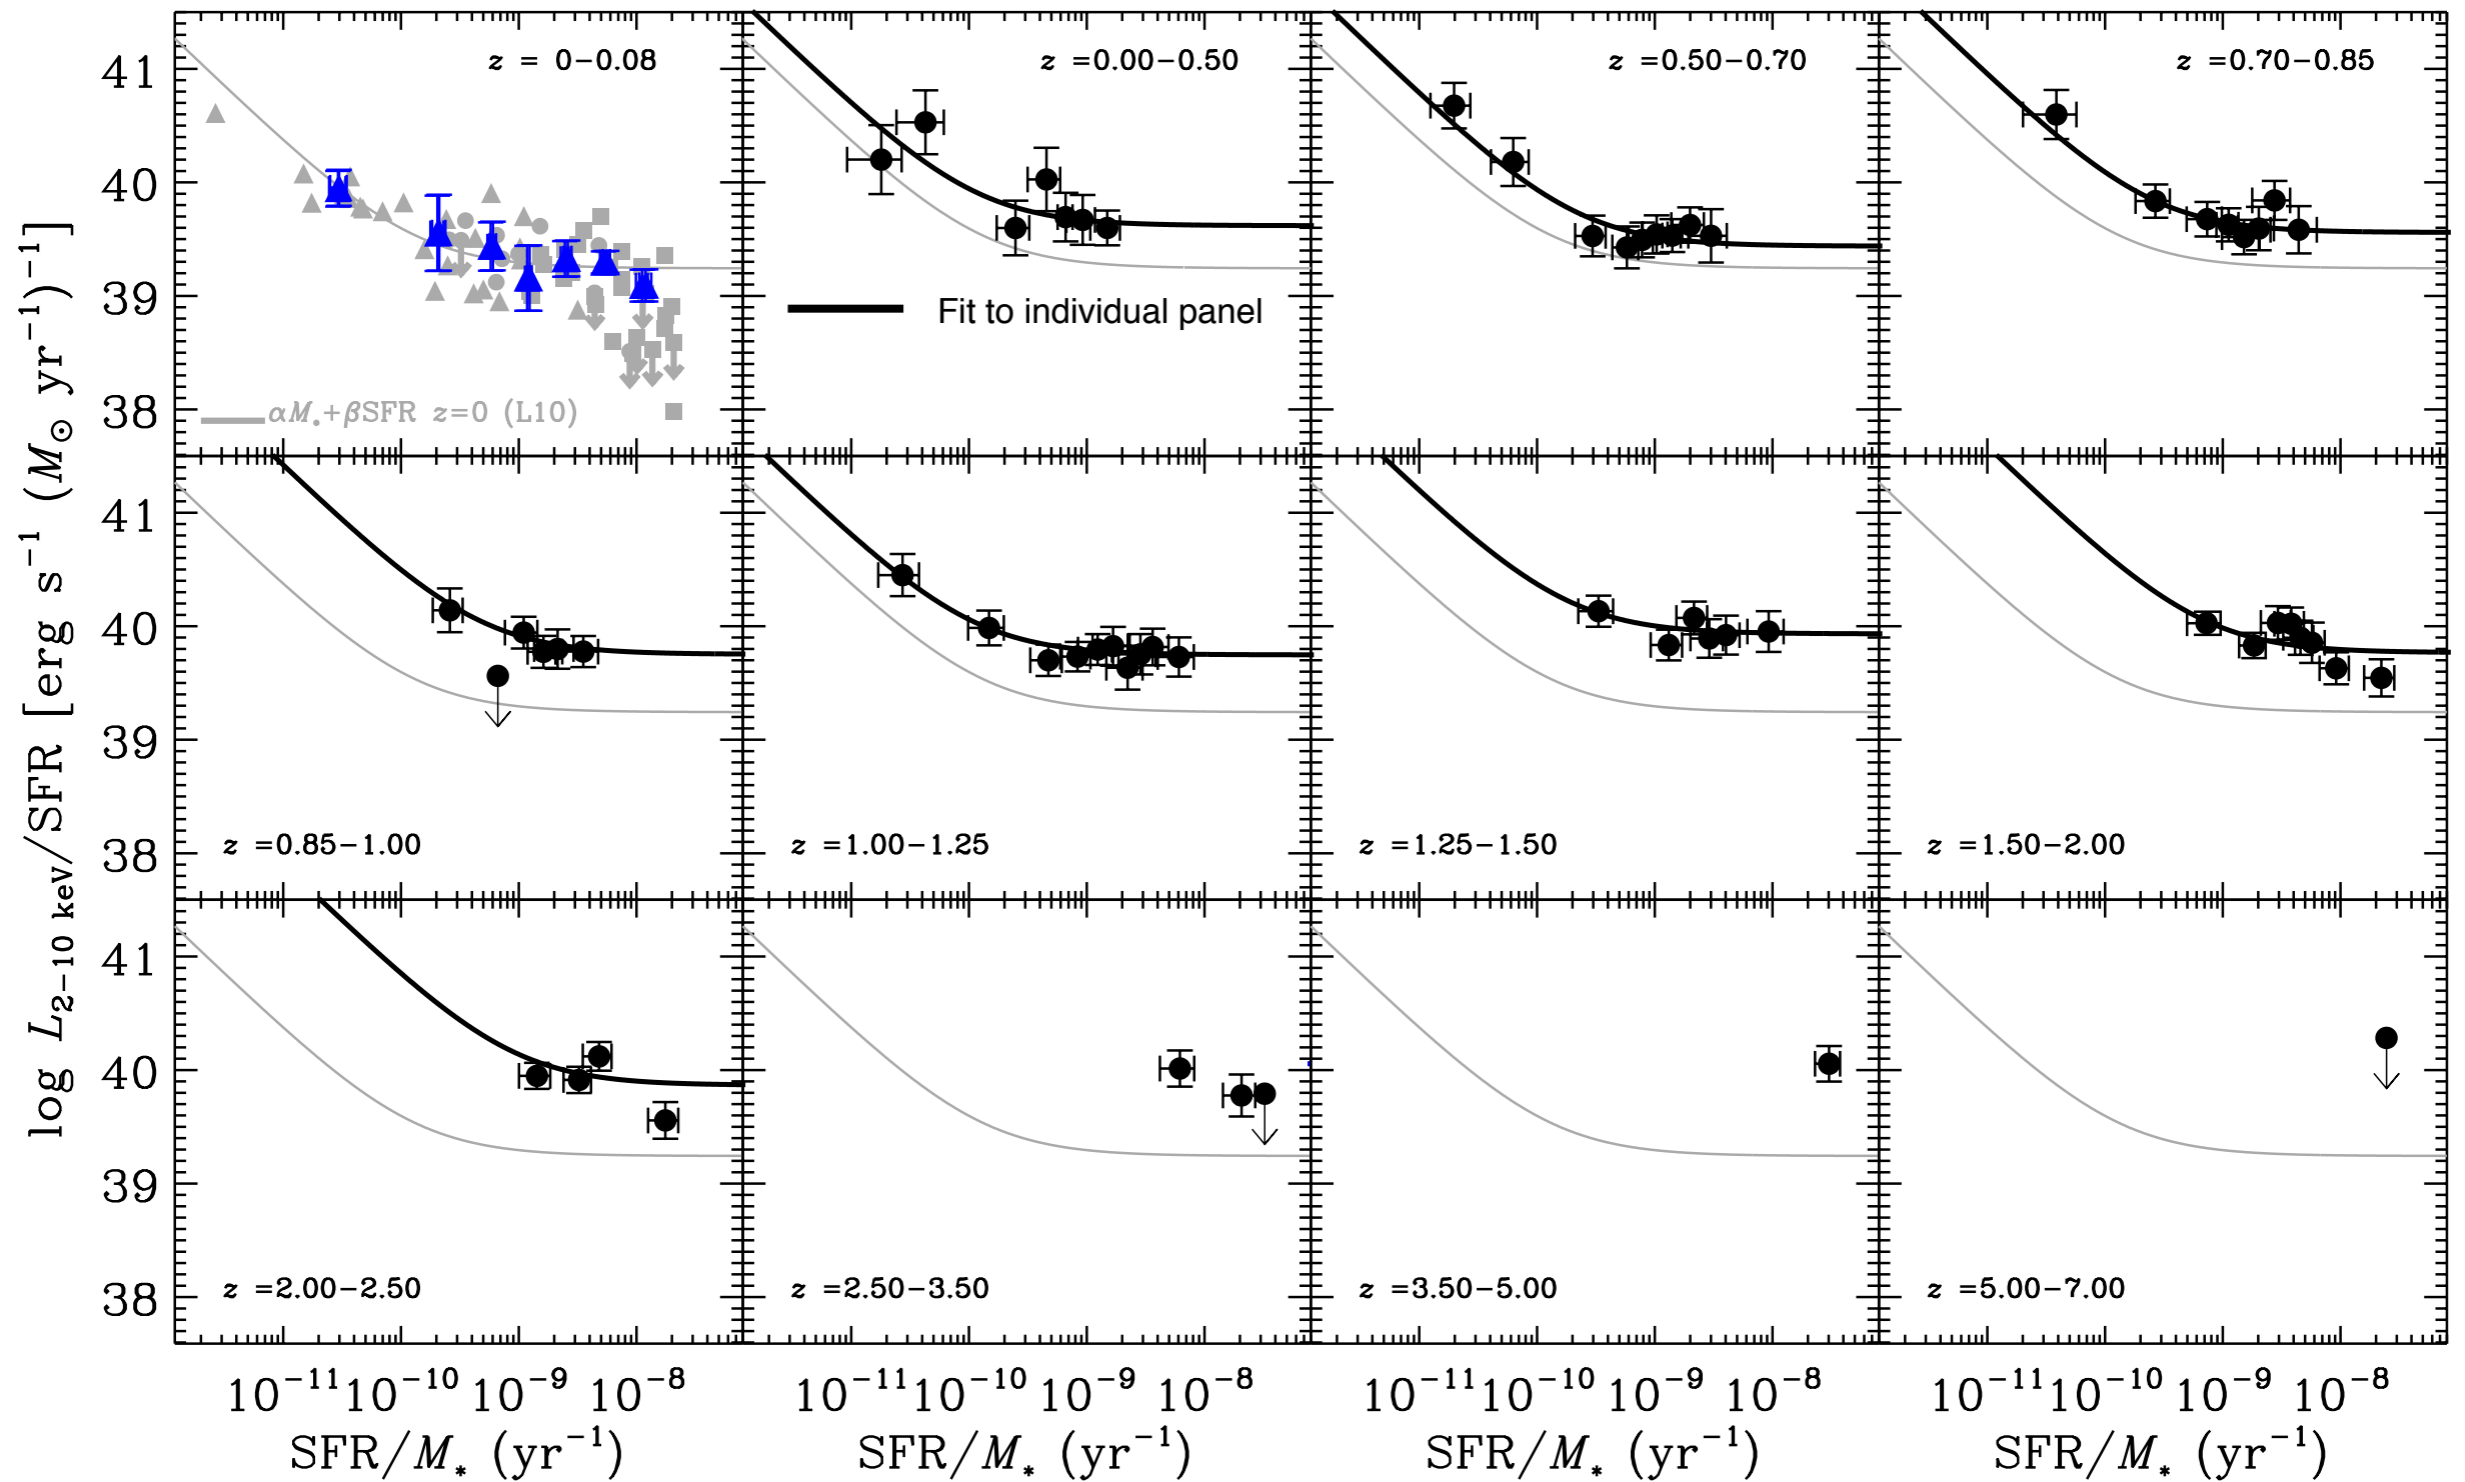 log L₂₋₁₀ keV/SFR [erg s⁻¹ (M⊙ yr⁻¹)⁻¹]
z = 0−0.08
z =0.00−0.50
z =0.50−0.70
z =0.70−0.85
41
40
39
38
Fit to individual panel
αM⋆+βSFR z=0 (L10)
41
40
39
38
z =0.85−1.00
z =1.00−1.25
z =1.25−1.50
z =1.50−2.00
41
40
39
38
z =2.00−2.50
z =2.50−3.50
z =3.50−5.00
z =5.00−7.00
10⁻¹¹ 10⁻¹⁰ 10⁻⁹ 10⁻⁸
10⁻¹¹ 10⁻¹⁰ 10⁻⁹ 10⁻⁸
10⁻¹¹ 10⁻¹⁰ 10⁻⁹ 10⁻⁸
10⁻¹¹ 10⁻¹⁰ 10⁻⁹ 10⁻⁸
SFR/M⁎ (yr⁻¹)
SFR/M⁎ (yr⁻¹)
SFR/M⁎ (yr⁻¹)
SFR/M⁎ (yr⁻¹)